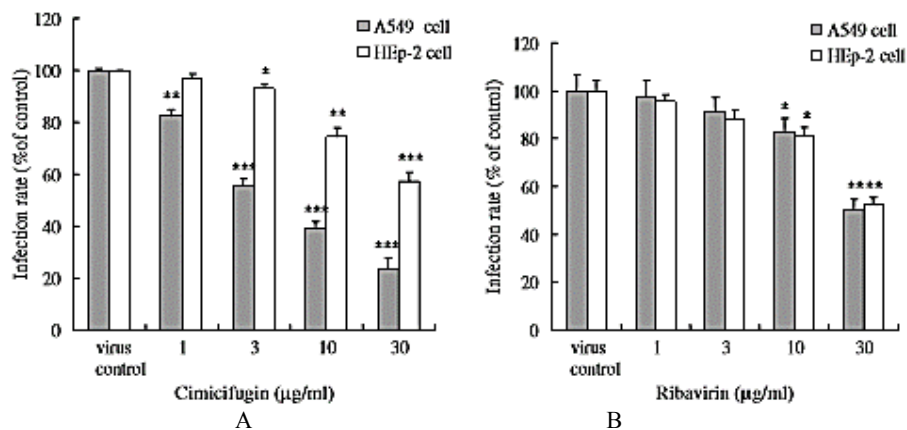 120
100
80
60
40
20
0
Infection rate (%of control)
A549 cell
HEp-2 cell
**
*
***
**
***
***
***
virus control
1
3
10
30
Cimicifugin (μg/ml)
A
120
100
80
60
40
20
0
Infection rate (% of control)
A549 cell
HEp-2 cell
*
*
****
virus control
1
3
10
30
Ribavirin (μg/ml)
B